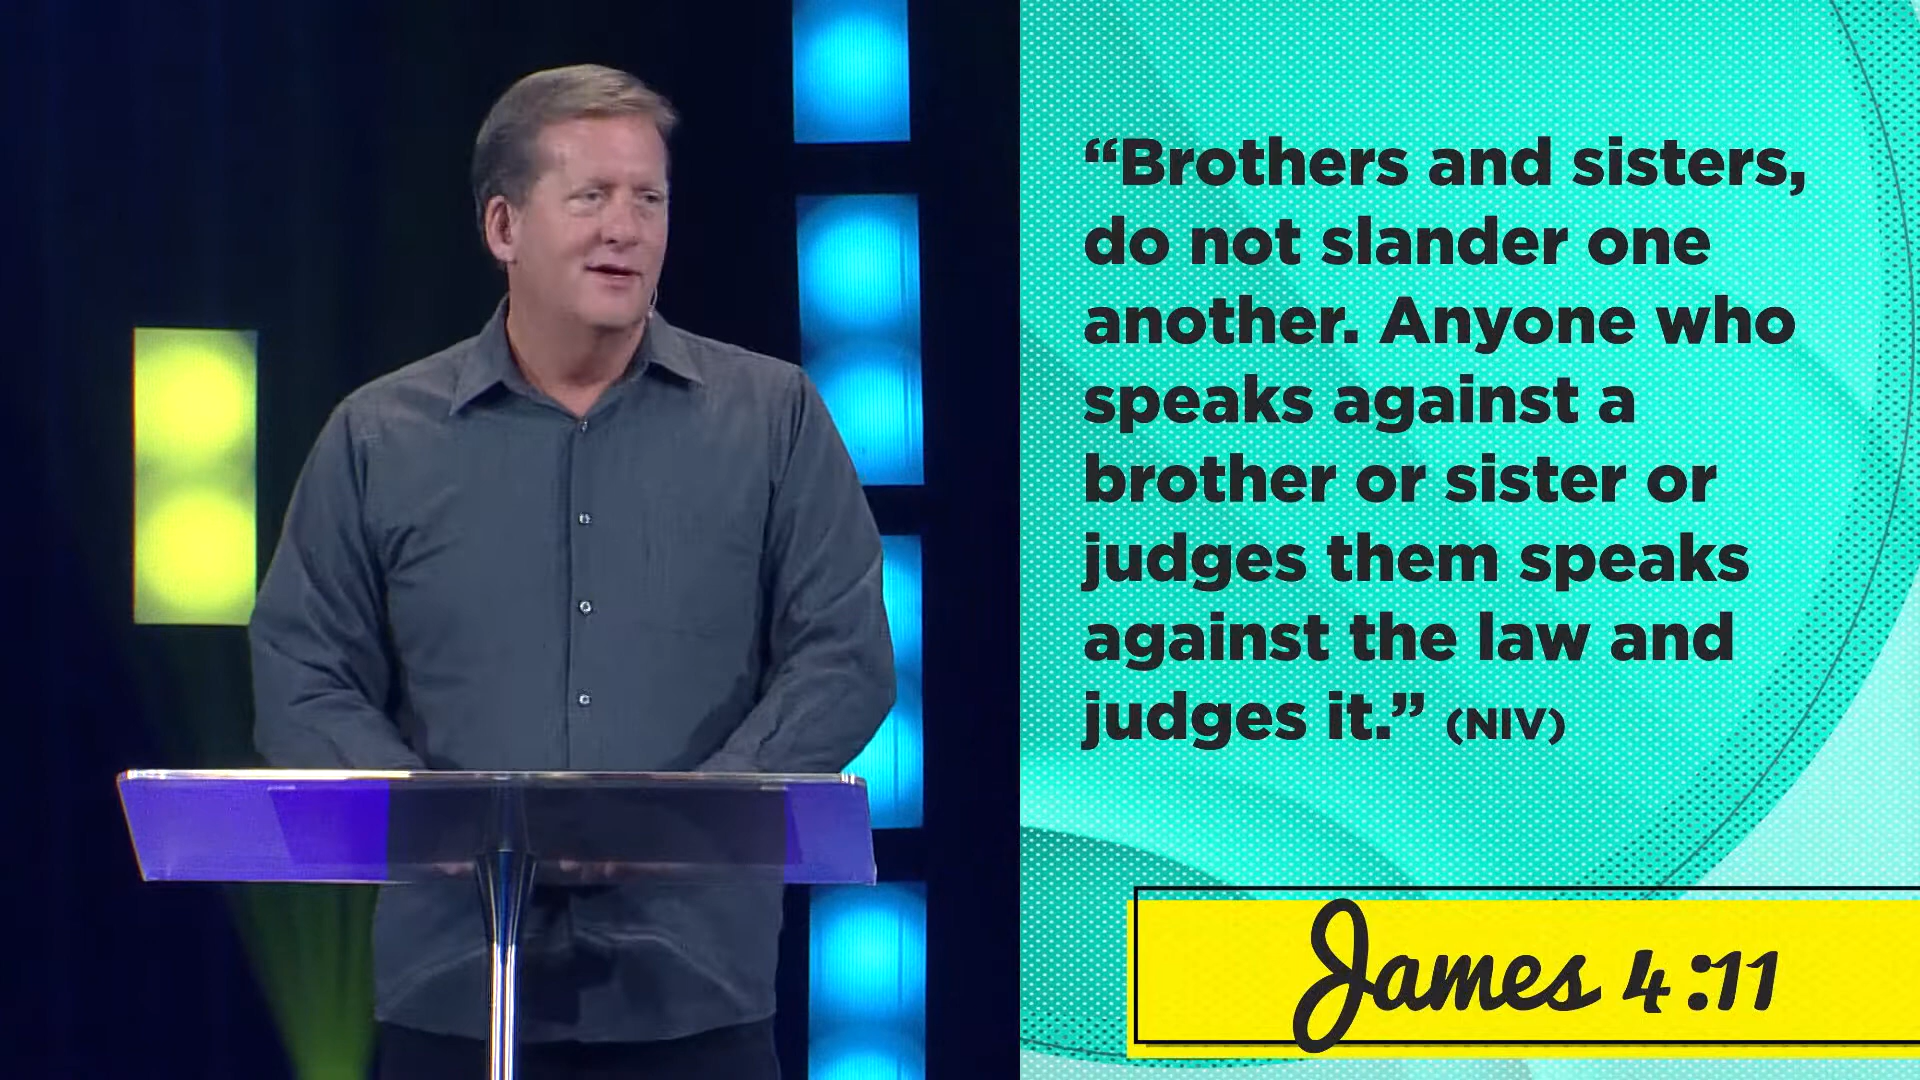 “Brothers and sisters,
do not slander one
another. Anyone who
speaks against a
brother or sister or
judges them speaks
against the law and
judges it.” (NIV)
James 4:11